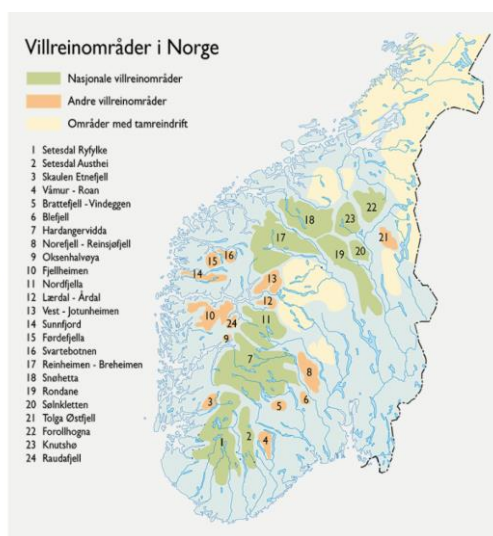 Villreinområder i Norge
Nasjonale villreinområder
Andre villreinområder
Områder med tamreindrift
1 Setesdal Ryfylke
2 Setesdal Austhei
3 Skaulen Etnefjell
4 Våmur - Roan
5 Brattefjell - Vindeggen
6 Blefjell
7 Hardangervidda
8 Norefjell - Reinsjøfjell
9 Oksenhalvøya
10 Fjellheimen
11 Nordfjella
12 Lærdal - Årdal
13 Vest - Jotunheimen
14 Sunnfjord
15 Førdefjella
16 Svartebotnen
17 Reinheimen - Breheimen
18 Snøhetta
19 Rondane
20 Sølnkletten
21 Tolga Østfjell
22 Forollhogna
23 Knutshø
24 Raudafjell
22
23
18
21
17
19
20
16
15
14
13
12
10
24
11
9
7
8
6
3
5
2
4
1